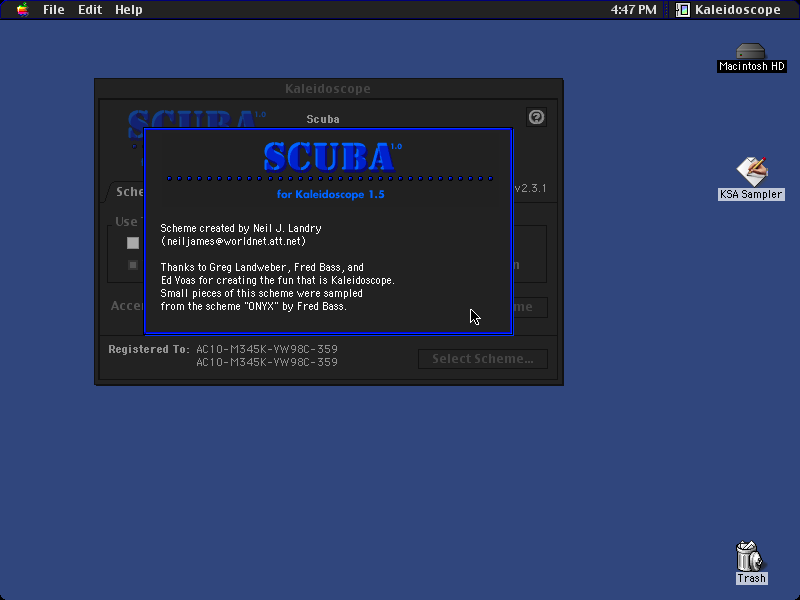 File Edit Help
4:47 PM
Kaleidoscope
Macintosh HD
KSA Sampler
Trash
Kaleidoscope
SCUBA 1.0
Scuba
v2.3.1
SCUBA 1.0
for Kaleidoscope 1.5
Scheme created by Neil J. Landry
(neiljames@worldnet.att.net)
Thanks to Greg Landweber, Fred Bass, and
Ed Yoas for creating the fun that is Kaleidoscope.
Small pieces of this scheme were sampled
from the scheme "ONYX" by Fred Bass.
Sche
Use
Acce
me
Registered To: AC10-M345K-VW98C-359
AC10-M345K-VW98C-359
Select Scheme...